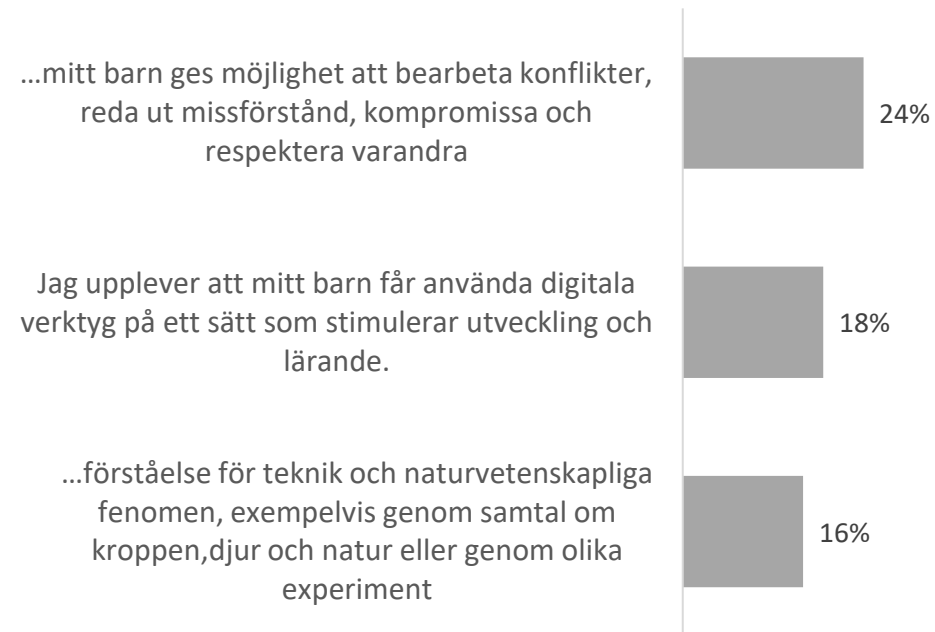 ...mitt barn ges möjlighet att bearbeta konflikter,
reda ut missförstånd, kompromissa och
respektera varandra
24%
Jag upplever att mitt barn får använda digitala
verktyg på ett sätt som stimulerar utveckling och
lärande.
18%
...förståelse för teknik och naturvetenskapliga
fenomen, exempelvis genom samtal om
kroppen,djur och natur eller genom olika
experiment
16%